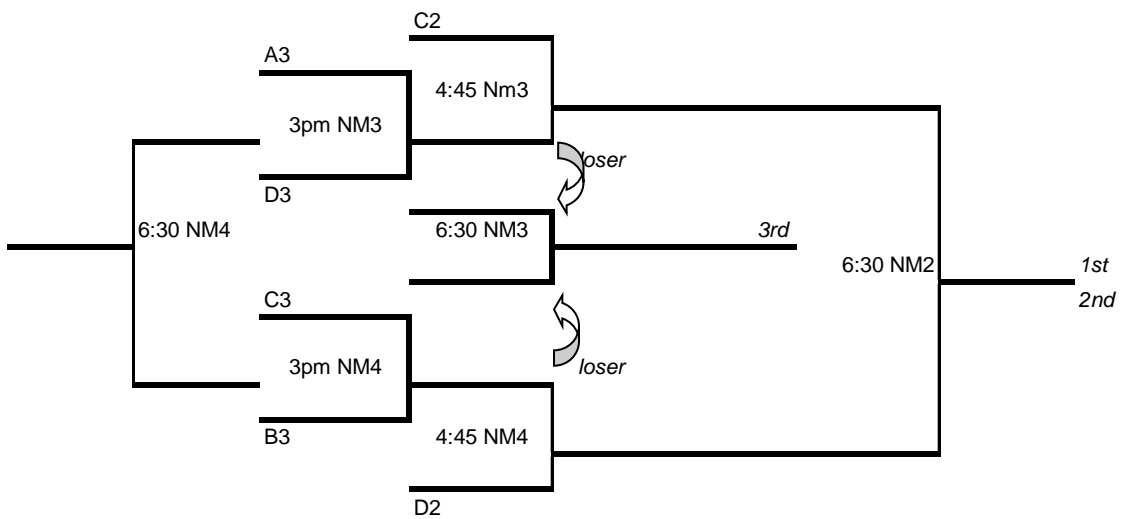 C2
A3
4:45 Nm3
3pm NM3
loser
D3
6:30 NM4
6:30 NM3
3rd
6:30 NM2
1st
2nd
C3
3pm NM4
loser
B3
4:45 NM4
D2